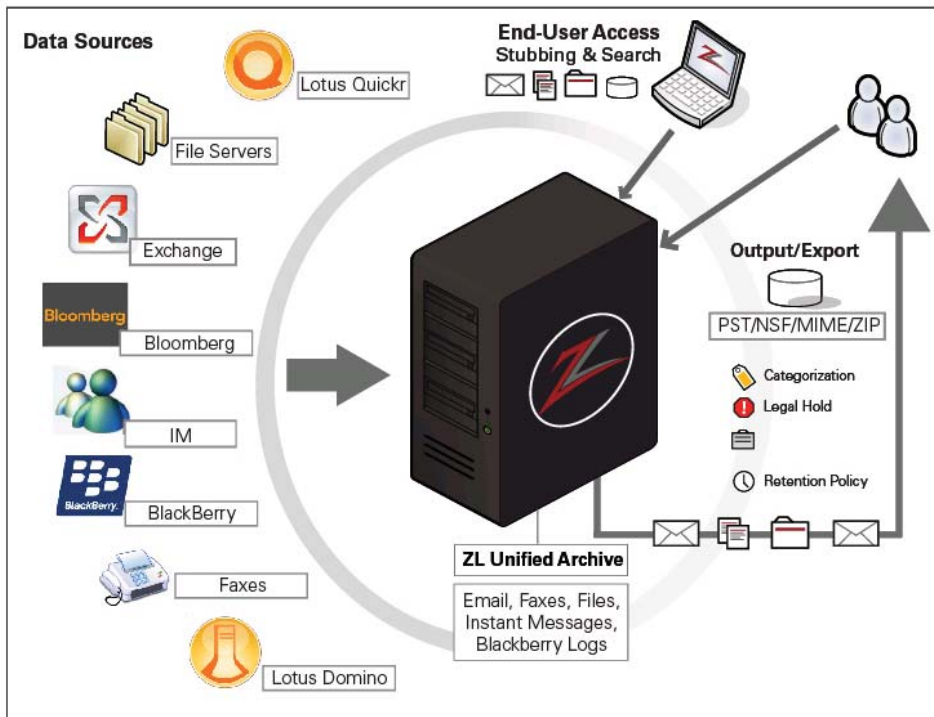 Data Sources
Lotus Quickr
File Servers
Exchange
Bloomberg
Bloomberg
IM
BlackBerry
BlackBerry
Faxes
Lotus Domino
End-User Access
Stubbing & Search
ZL
ZL
ZL Unified Archive
Email, Faxes, Files,
Instant Messages,
Blackberry Logs
Output/Export
PST/NSF/MIME/ZIP
Categorization
Legal Hold
Retention Policy